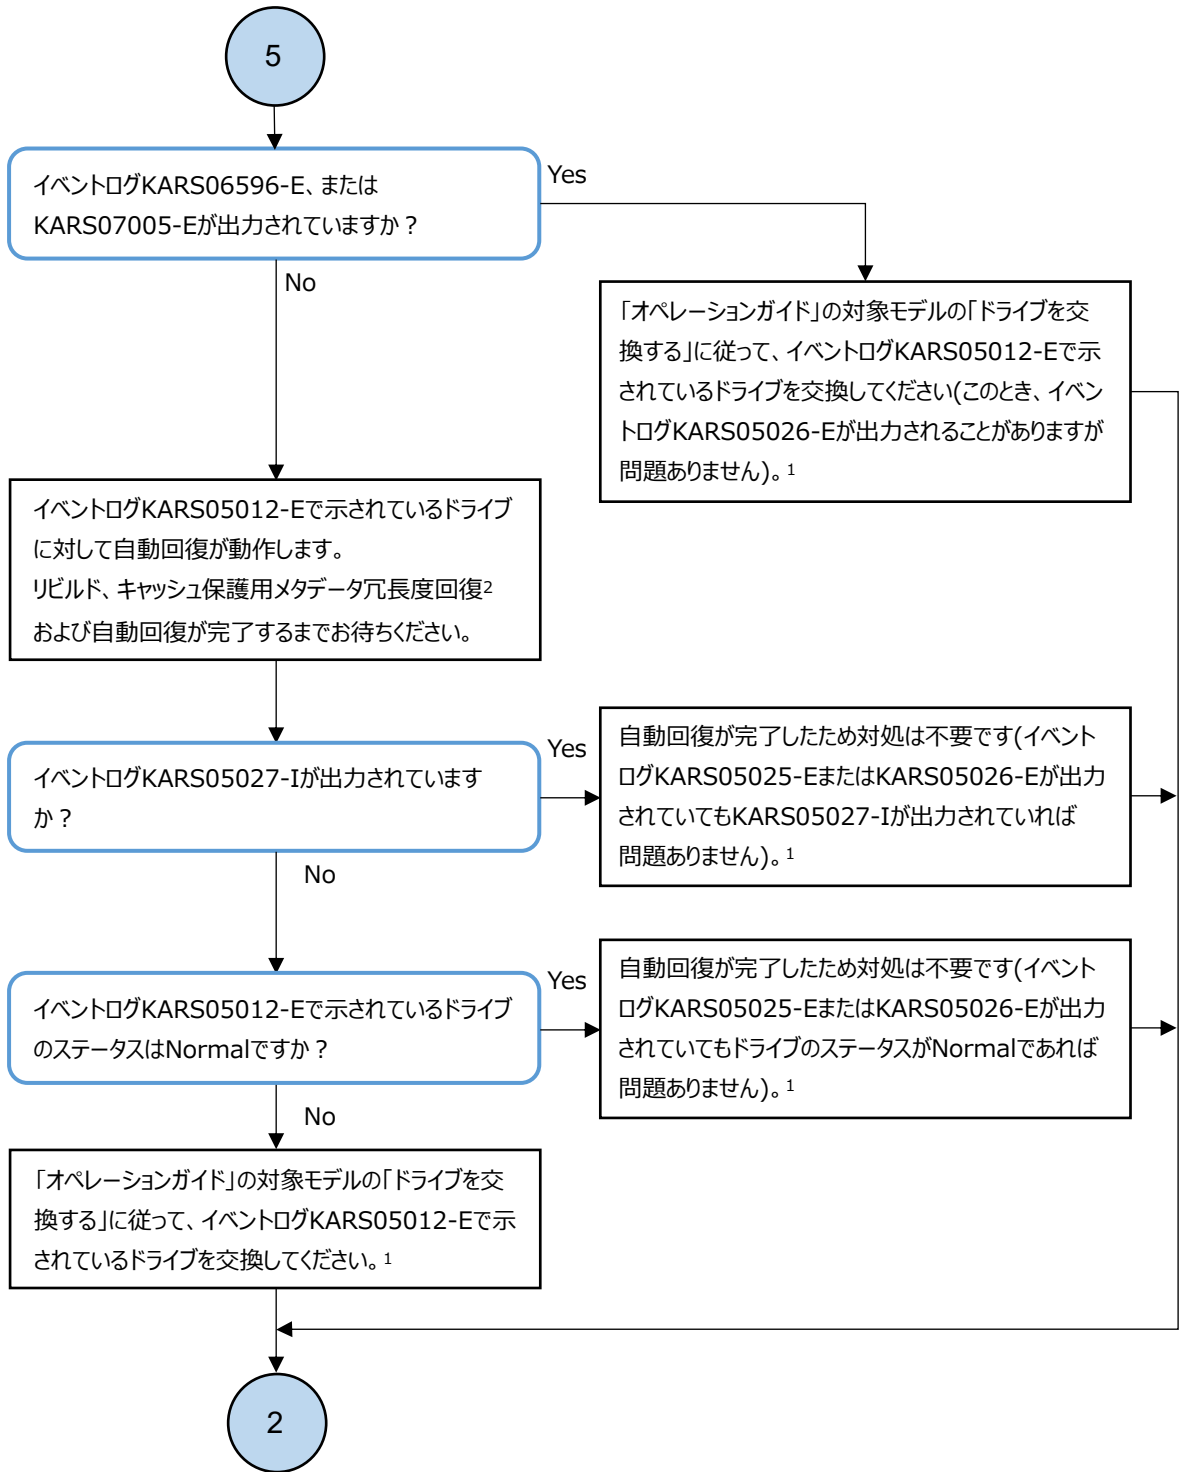 5
イベントログKARS06596-E、または
KARS07005-Eが出力されていますか？
Yes
No
「オペレーションガイド」の対象モデルの「ドライブを交
換する」に従って、イベントログKARS05012-Eで示
されているドライブを交換してください(このとき、イベン
トログKARS05026-Eが出力されることがありますが
問題ありません)。1
イベントログKARS05012-Eで示されているドライブ
に対して自動回復が動作します。
リビルド、キャッシュ保護用メタデータ冗長度回復2
および自動回復が完了するまでお待ちください。
イベントログKARS05027-Iが出力されています
か？
Yes
自動回復が完了したため対処は不要です(イベント
ログKARS05025-EまたはKARS05026-Eが出力
されていてもKARS05027-Iが出力されていれば
問題ありません)。1
No
イベントログKARS05012-Eで示されているドライブ
のステータスはNormalですか？
Yes
自動回復が完了したため対処は不要です(イベント
ログKARS05025-EまたはKARS05026-Eが出力
されていてもドライブのステータスがNormalであれば
問題ありません)。1
No
「オペレーションガイド」の対象モデルの「ドライブを交
換する」に従って、イベントログKARS05012-Eで示
されているドライブを交換してください。1
2